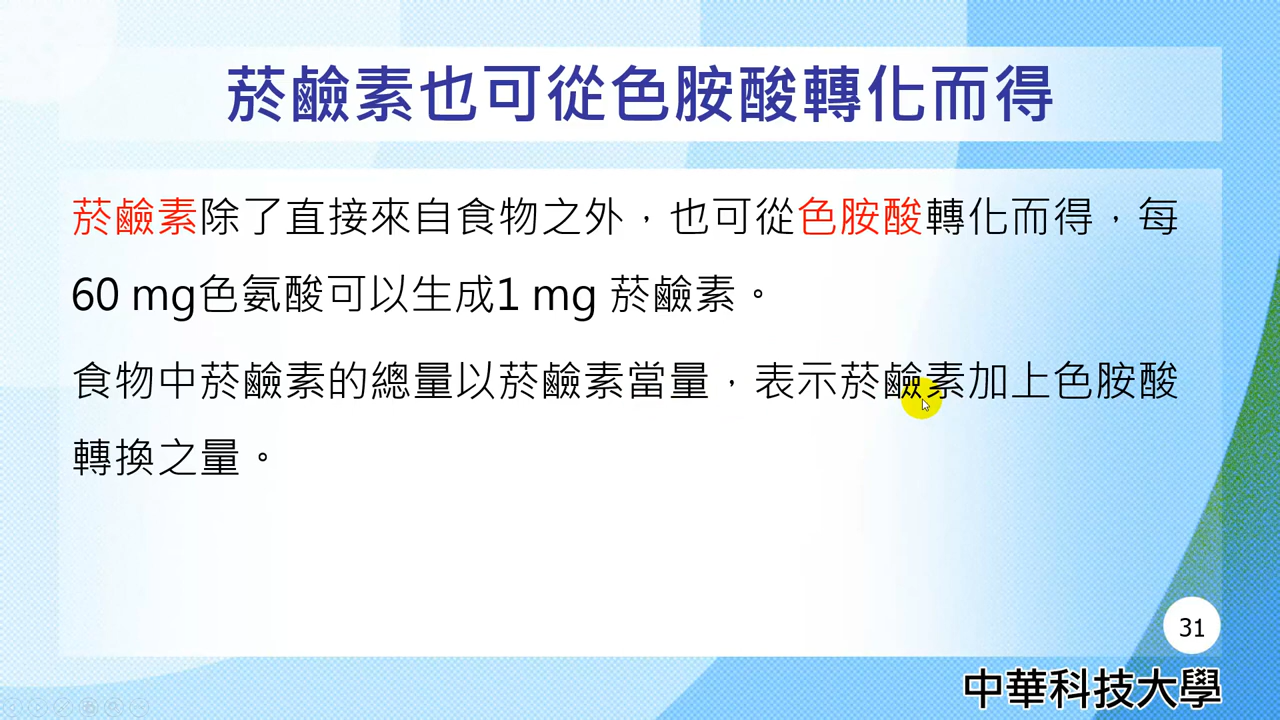 菸鹼素也可從色胺酸轉化而得
菸鹼素除了直接來自食物之外，也可從色胺酸轉化而得，每
60 mg色氨酸可以生成1 mg 菸鹼素。
食物中菸鹼素的總量以菸鹼素當量，表示菸鹼素加上色胺酸
轉換之量。
31
中華科技大學